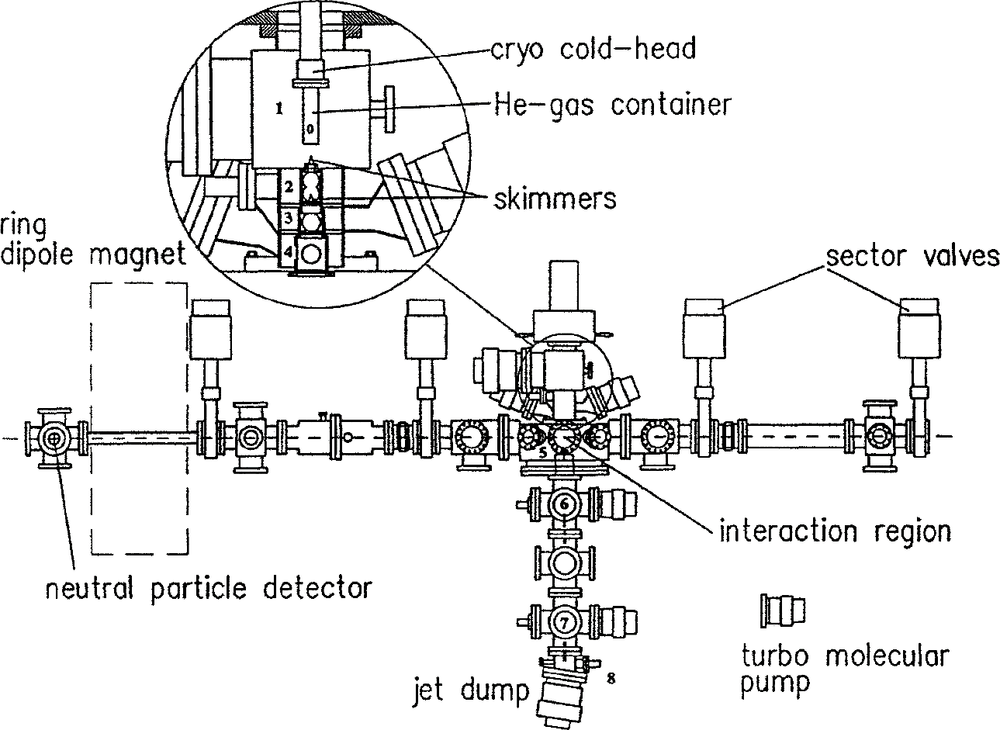 cryo cold-head
1
He-gas container
0
2
skimmers
3
ring
dipole magnet
4
sector valves
5
6
interaction region
neutral particle detector
7
turbo molecular
pump
8
jet dump